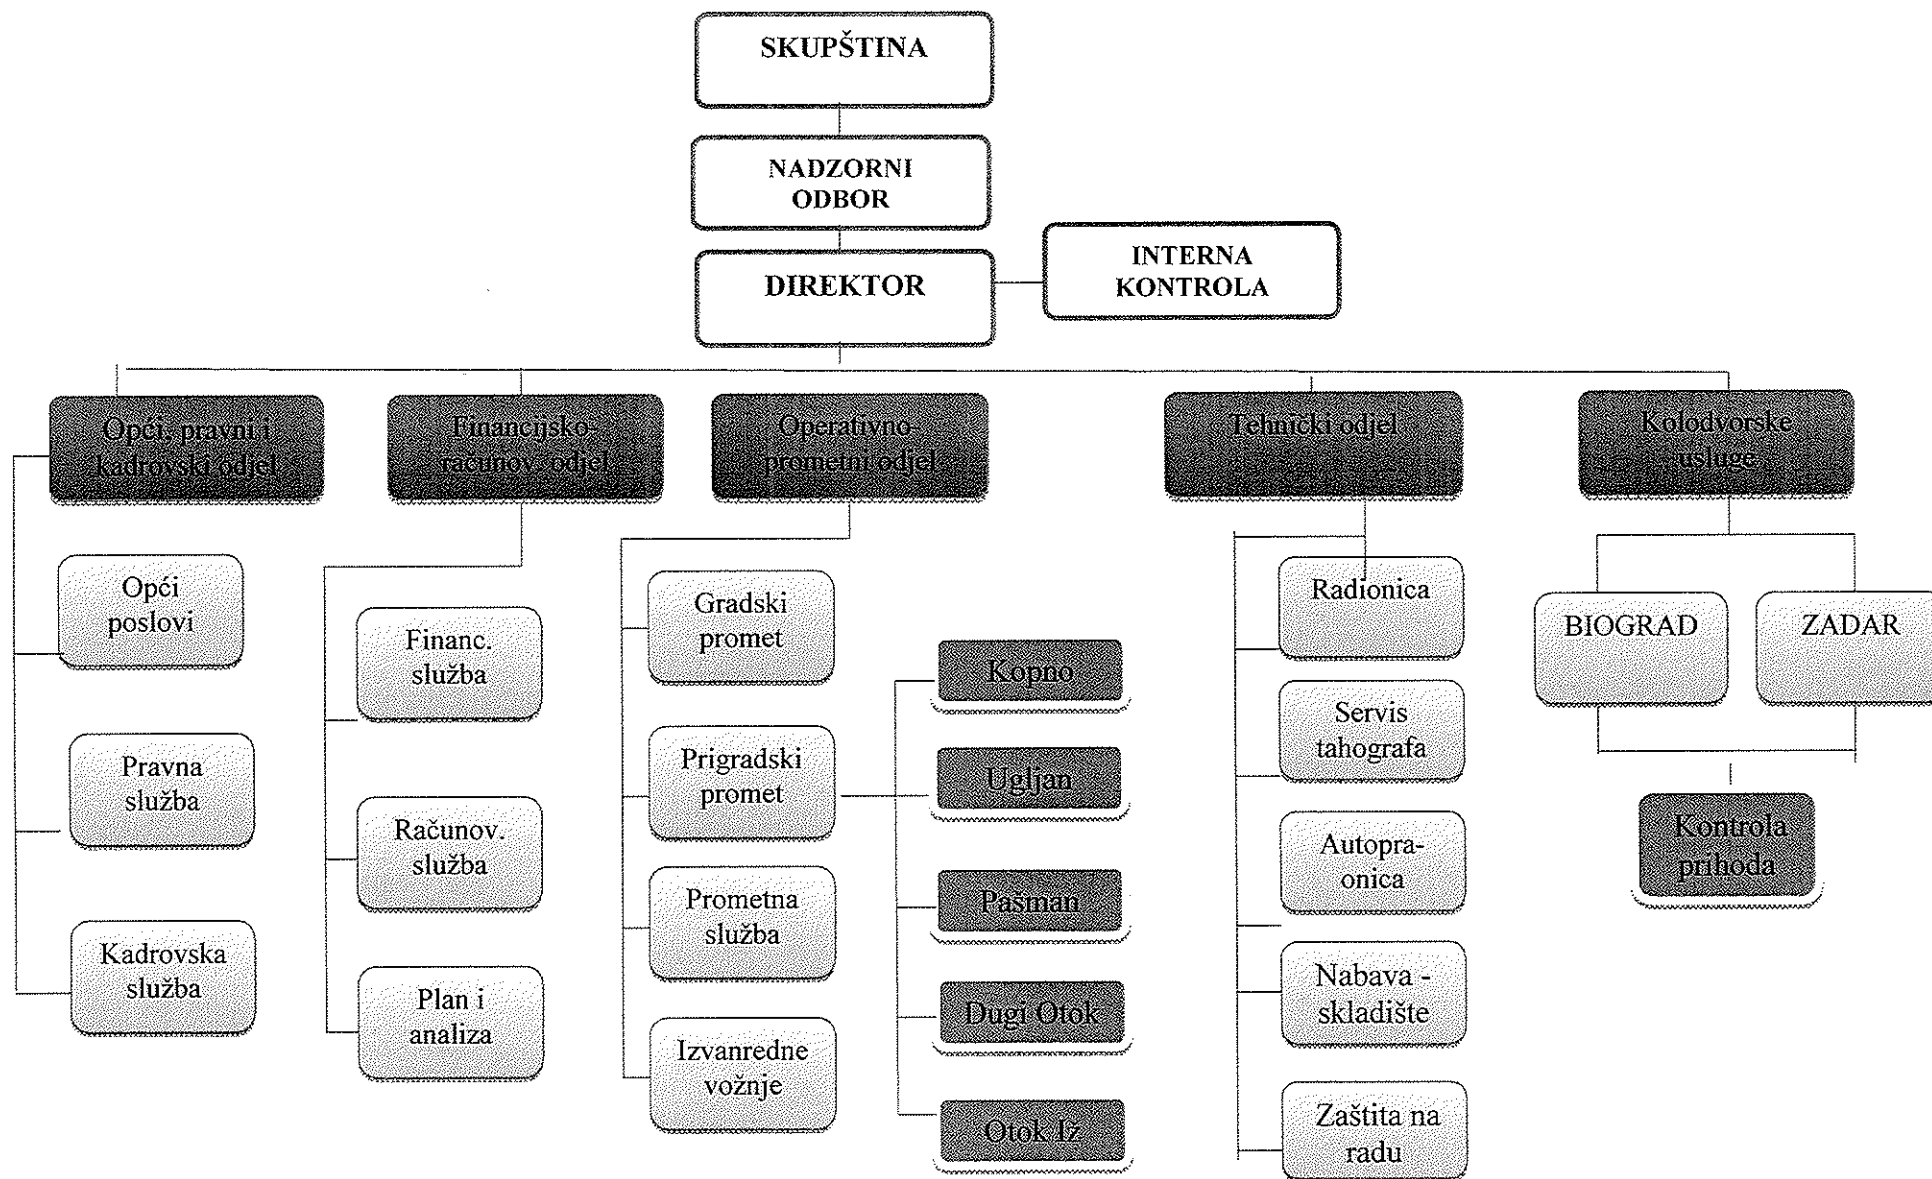 SKUPŠTINA
NADZORNI
ODBOR
DIREKTOR
INTERNA
KONTROLA
Opći, pravni i
kadrovski odjel
Financijsko-
računov. odjel
Operativno-
prometni odjel
Tehnički odjel
Kolodvorske
usluge
Opći
poslovi
Pravna
služba
Kadrovska
služba
Financ.
služba
Računov.
služba
Plan i
analiza
Gradski
promet
Prigradski
promet
Prometna
služba
Izvanredne
vožnje
Kopno
Ugljan
Pašman
Dugi Otok
Otok Iž
Radionica
Servis
tahografa
Autopra-
onica
Nabava -
skladište
Zaštita na
radu
BIOGRAD
ZADAR
Kontrola
prihoda